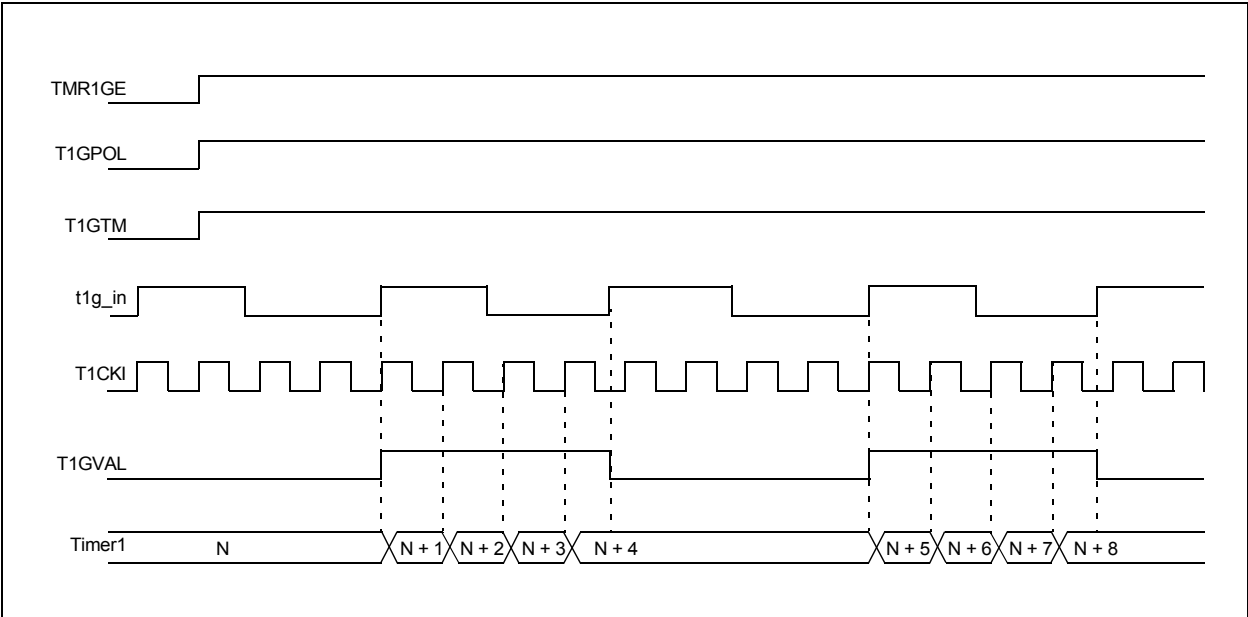 TMR1GE
T1GPOL
T1GTM
t1g_in
T1CKI
T1GVAL
Timer1 N N + 1 N + 2 N + 3 N + 4 N + 5 N + 6 N + 7 N + 8